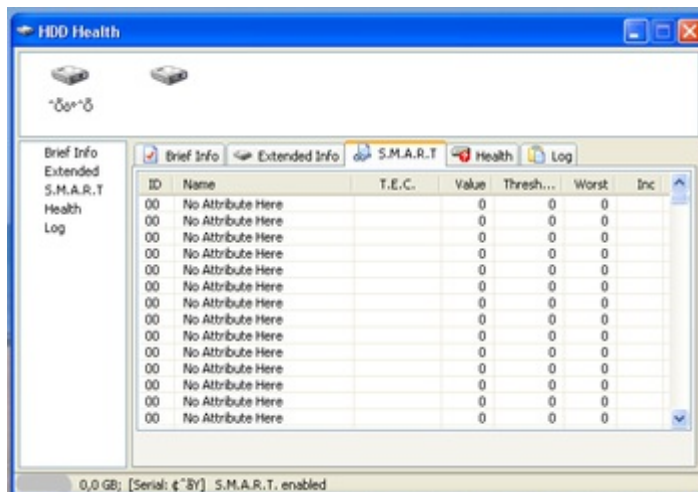 HDD Health
Brief Info
Extended
S.M.A.R.T
Health
Log
Brief Info Extended Info S.M.A.R.T Health Log
ID Name T.E.C. Value Thresh... Worst Inc
00 No Attribute Here 0 0 0
00 No Attribute Here 0 0 0
00 No Attribute Here 0 0 0
00 No Attribute Here 0 0 0
00 No Attribute Here 0 0 0
00 No Attribute Here 0 0 0
00 No Attribute Here 0 0 0
00 No Attribute Here 0 0 0
00 No Attribute Here 0 0 0
00 No Attribute Here 0 0 0
00 No Attribute Here 0 0 0
00 No Attribute Here 0 0 0
00 No Attribute Here 0 0 0
00 No Attribute Here 0 0 0
0,0 GB; [Serial: S.M.A.R.T. enabled